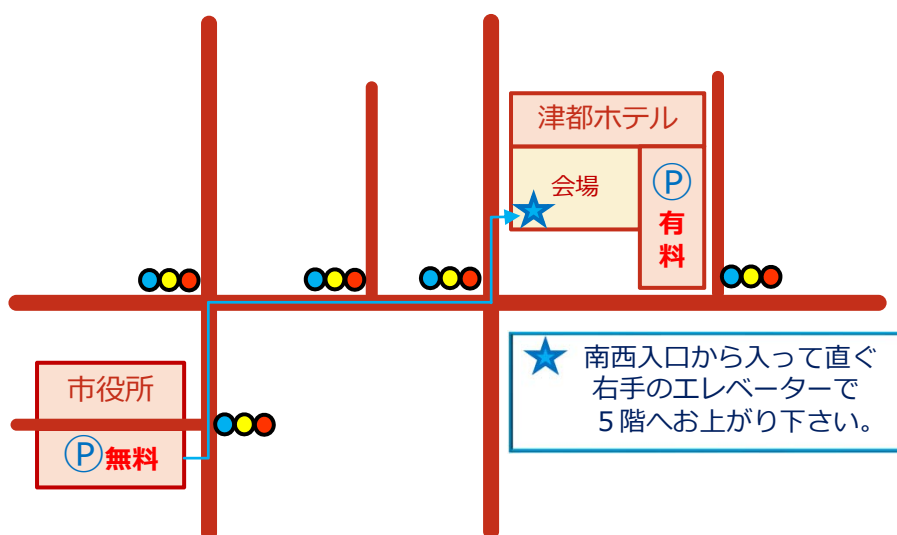 津都ホテル
会場
Ⓟ
有
料
市役所
Ⓟ無料
南西入口から入って直ぐ
右手のエレベーターで
５階へお上がり下さい。